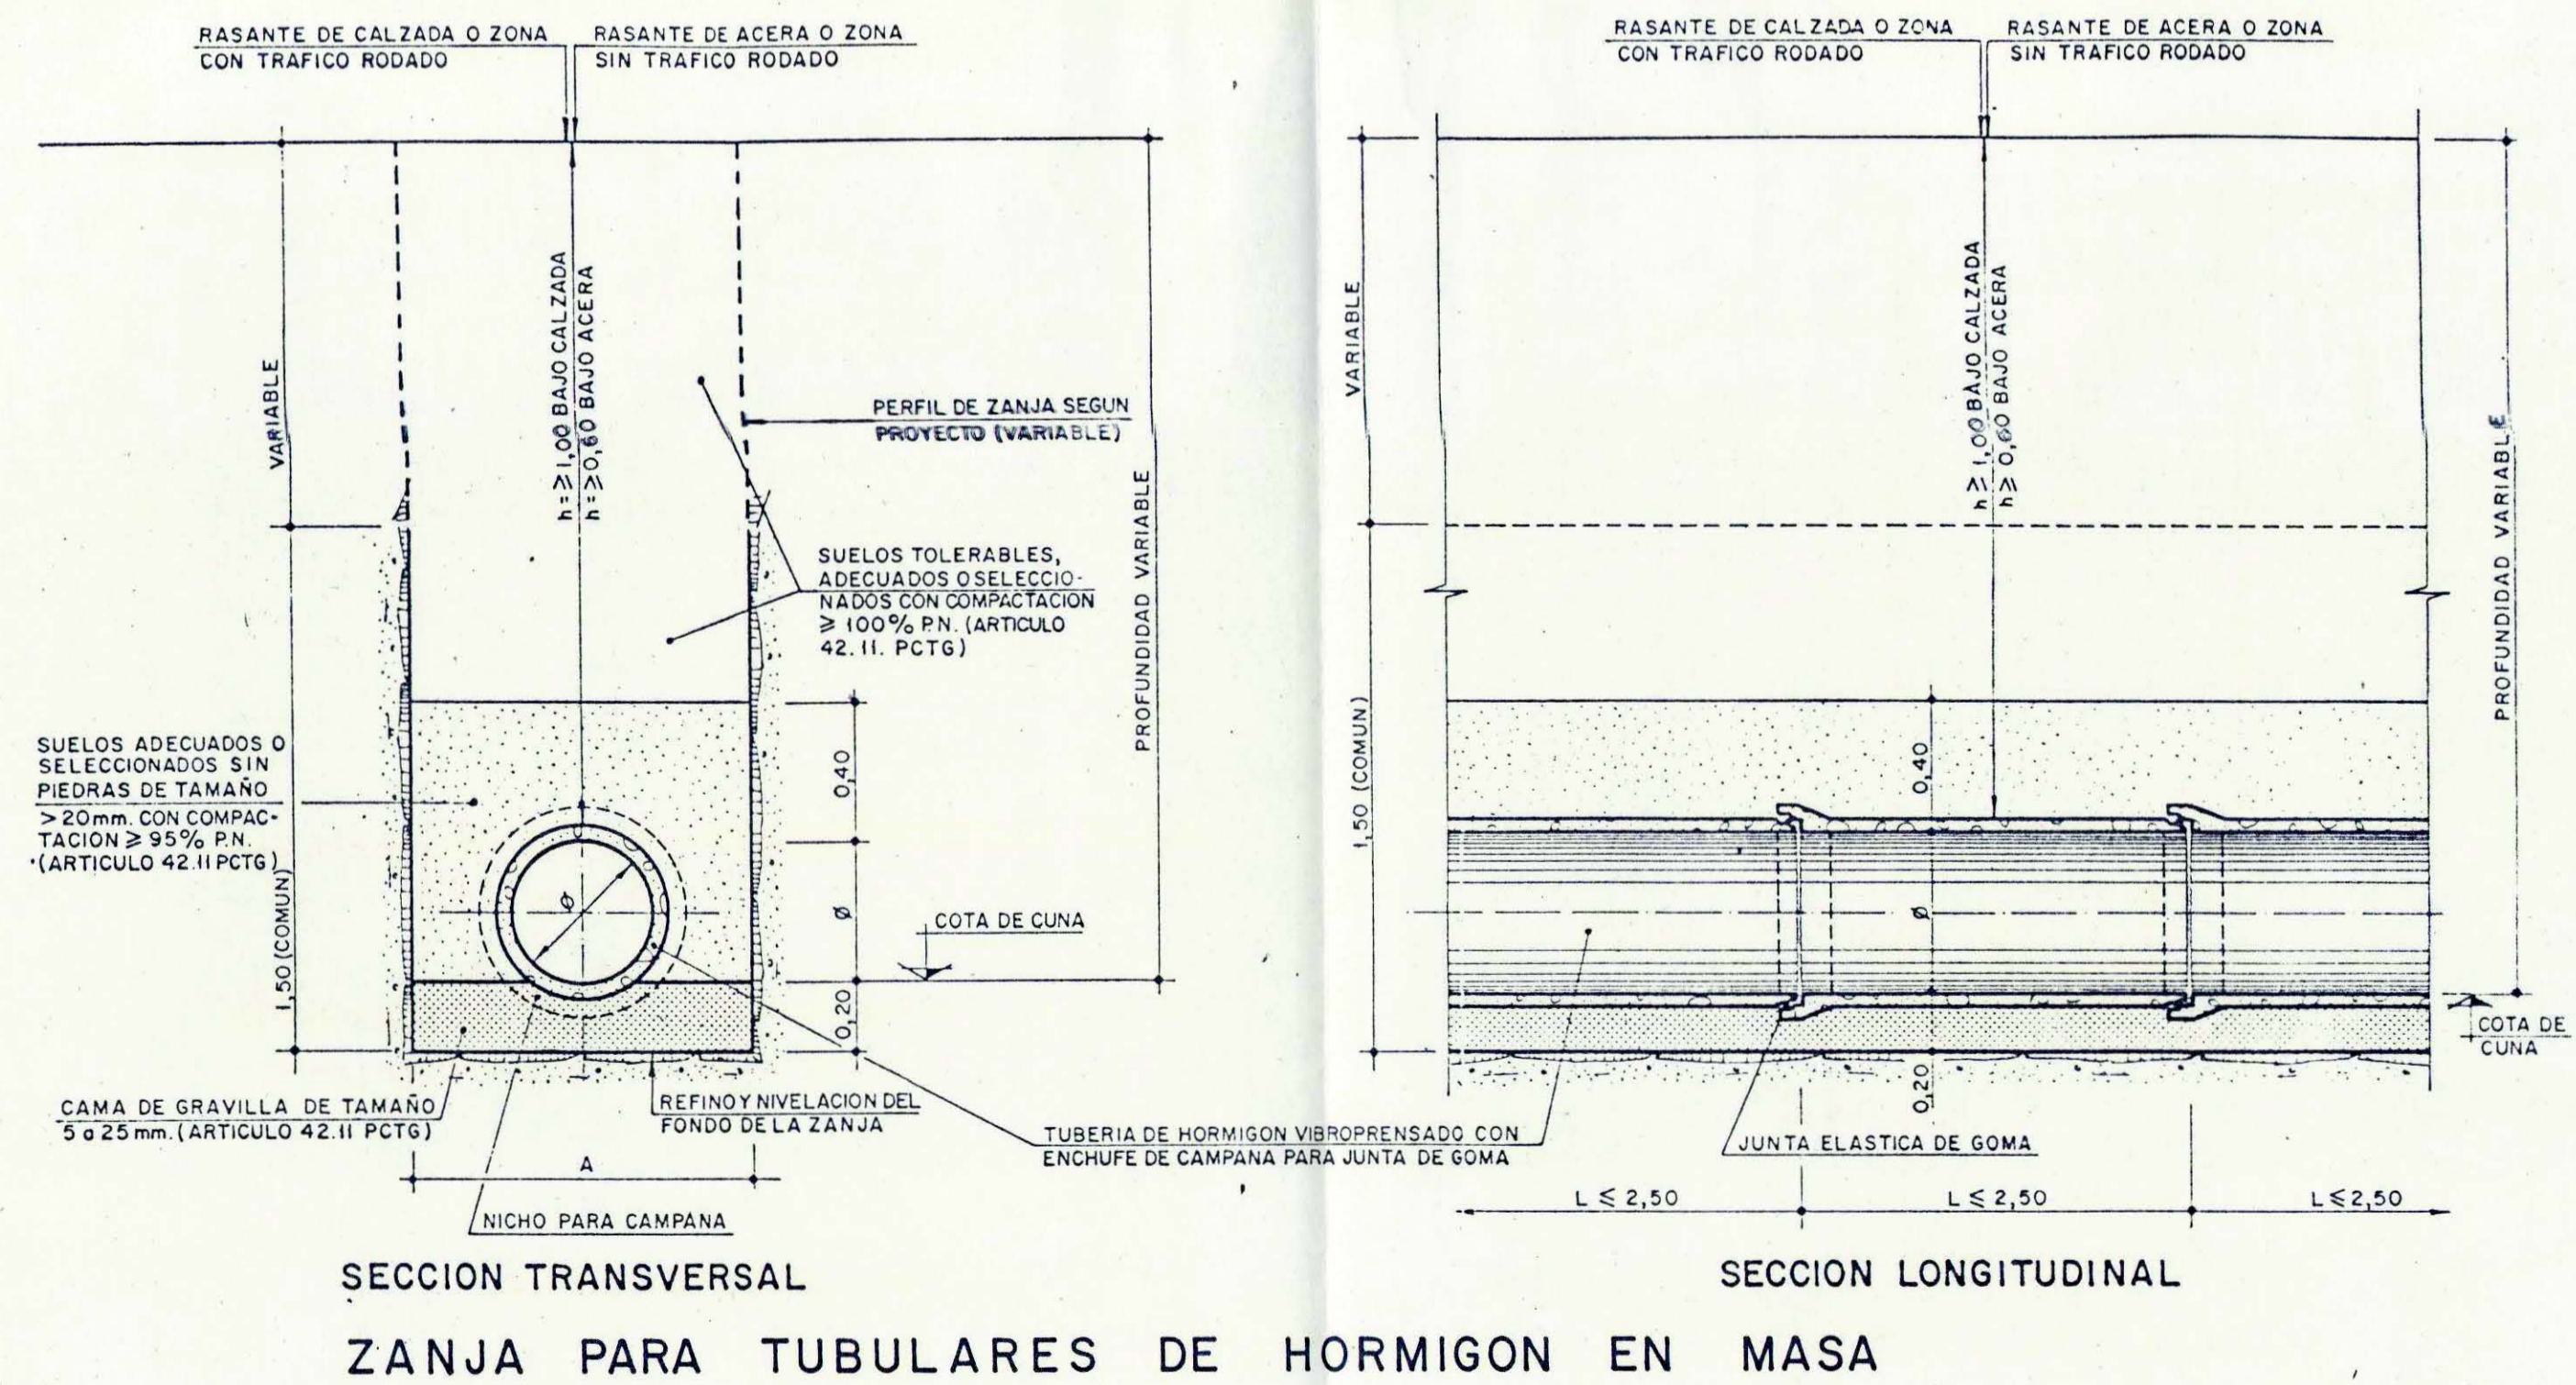 RASANTE DE CALZADA O ZONA
CON TRAFICO RODADO
RASANTE DE ACERA O ZONA
SIN TRAFICO RODADO
VARIABLE
h=≥1,00 BAJO CALZADA
h=≥0,60 BAJO ACERA
PERFIL DE ZANJA SEGUN
PROYECTO (VARIABLE)
SUELOS TOLERABLES,
ADECUADOS O SELECCIO-
NADOS CON COMPACTACION
≥ 100% P.N. (ARTICULO
42.11. PCTG)
PROFUNDIDAD VARIABLE
SUELOS ADECUADOS O
SELECCIONADOS SIN
PIEDRAS DE TAMAÑO
>20mm. CON COMPAC-
TACION ≥ 95% P.N.
(ARTICULO 42.11 PCTG)
1,50 (COMUN)
0,40
Ø
Ø
0,20
COTA DE CUNA
CAMA DE GRAVILLA DE TAMAÑO
5 a 25 mm. (ARTICULO 42.11 PCTG)
REFINO Y NIVELACION DEL
FONDO DE LA ZANJA
A
NICHO PARA CAMPANA
TUBERIA DE HORMIGON VIBROPRENSADO CON
ENCHUFE DE CAMPANA PARA JUNTA DE GOMA
SECCION TRANSVERSAL
RASANTE DE CALZADA O ZONA
CON TRAFICO RODADO
RASANTE DE ACERA O ZONA
SIN TRAFICO RODADO
VARIABLE
h≥1,00 BAJO CALZADA
h≥ 0,60 BAJO ACERA
PROFUNDIDAD VARIABLE
1,50 (COMUN)
0,40
Ø
0,20
COTA DE
CUNA
JUNTA ELASTICA DE GOMA
L ≤ 2,50
L ≤ 2,50
L ≤ 2,50
SECCION LONGITUDINAL
ZANJA PARA TUBULARES DE HORMIGON EN MASA